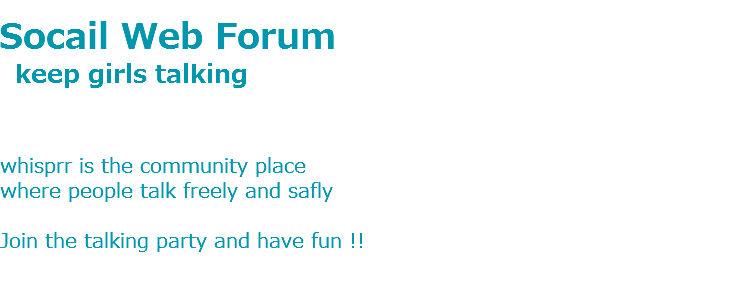 Socail Web Forum
keep girls talking
whisprr is the community place
where people talk freely and safly
Join the talking party and have fun !!